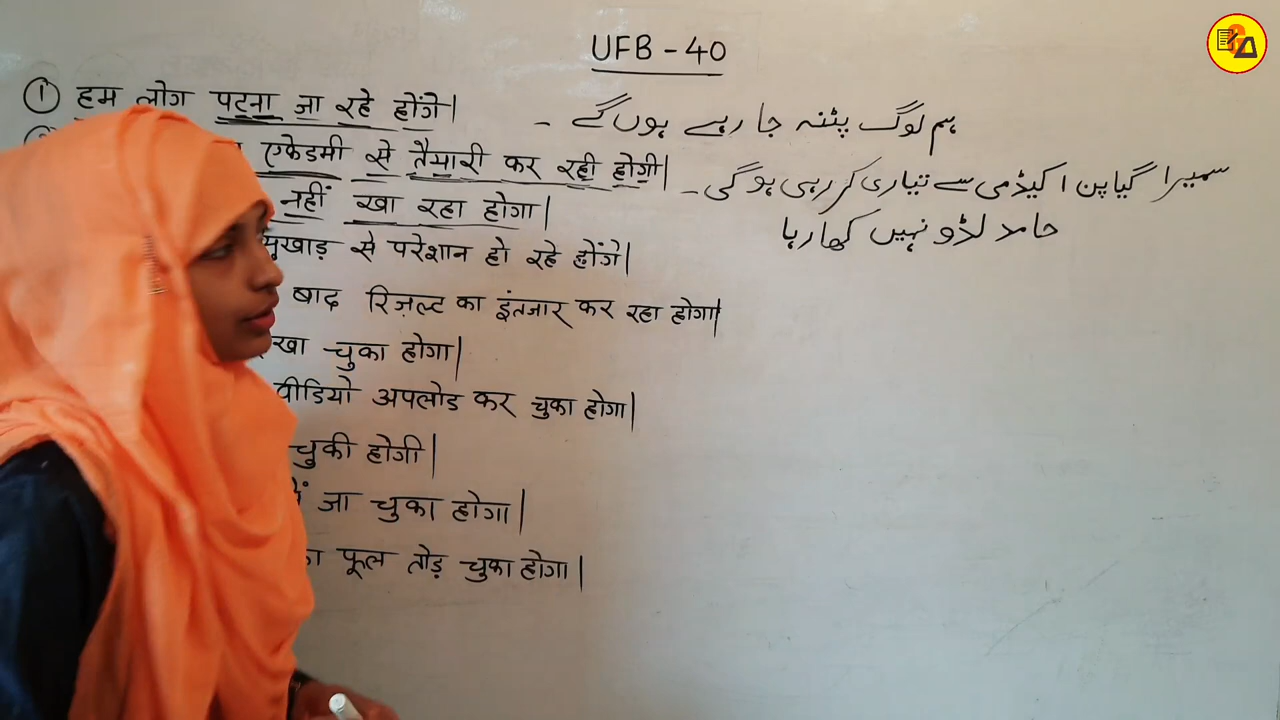 UFB - 40
① हम लोग पटना जा रहे होंगे|
ہم لوگ پٹنہ جا رہے ہوں گے -
एकेडमी से तैयारी कर रही होगी|
سمیرا گیاپن اکیڈمی سے تیاری کر رہی ہو گی -
नहीं खा रहा होगा|
حامد لڈو نہیں کھا رہا
सुखाड़ से परेशान हो रहे होंगे|
बाद रिज़ल्ट का इंतजार कर रहा होगा|
चुका होगा|
वीडियो अपलोड कर चुका होगा|
चुकी होगी|
में जा चुका होगा|
फूल तोड़ चुका होगा|